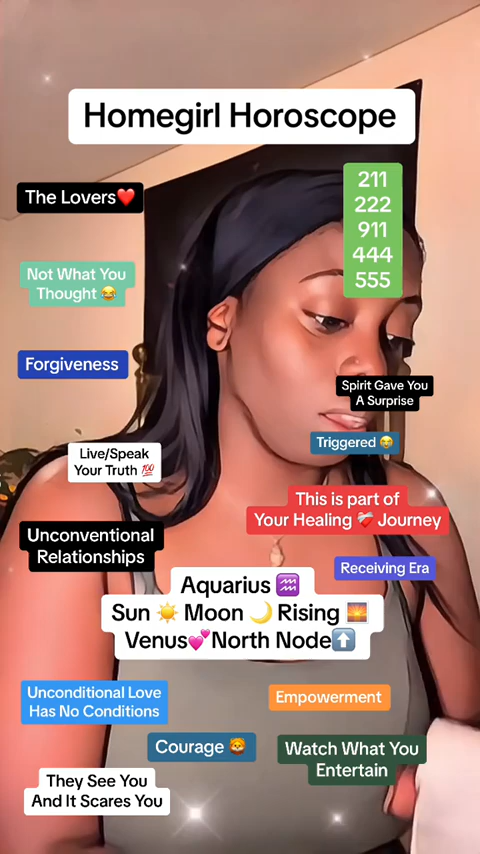 Homegirl Horoscope
211
222
911
444
555
The Lovers❤️
Not What You
Thought 😂
Forgiveness
Spirit Gave You
A Surprise
Triggered 😭
Live/Speak
Your Truth 💯
This is part of
Your Healing ❤️‍🩹 Journey
Unconventional
Relationships
Receiving Era
Aquarius ♒
Sun ☀️ Moon 🌙 Rising 🌅
Venus💕North Node⬆️
Unconditional Love
Has No Conditions
Empowerment
Courage 🦁
Watch What You
Entertain
They See You
And It Scares You